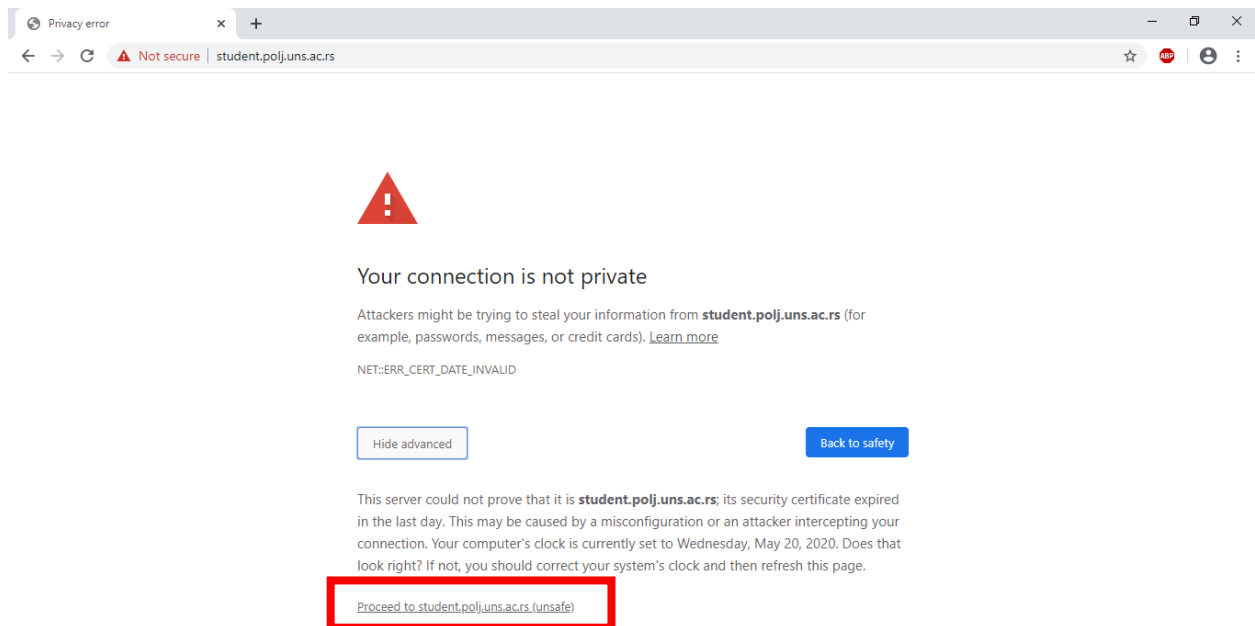 Privacy error
Not secure | student.polj.uns.ac.rs
ABP
Your connection is not private
Attackers might be trying to steal your information from student.polj.uns.ac.rs (for
example, passwords, messages, or credit cards). Learn more
NET::ERR_CERT_DATE_INVALID
Hide advanced
Back to safety
This server could not prove that it is student.polj.uns.ac.rs; its security certificate expired
in the last day. This may be caused by a misconfiguration or an attacker intercepting your
connection. Your computer's clock is currently set to Wednesday, May 20, 2020. Does that
look right? If not, you should correct your system's clock and then refresh this page.
Proceed to student.polj.uns.ac.rs (unsafe)